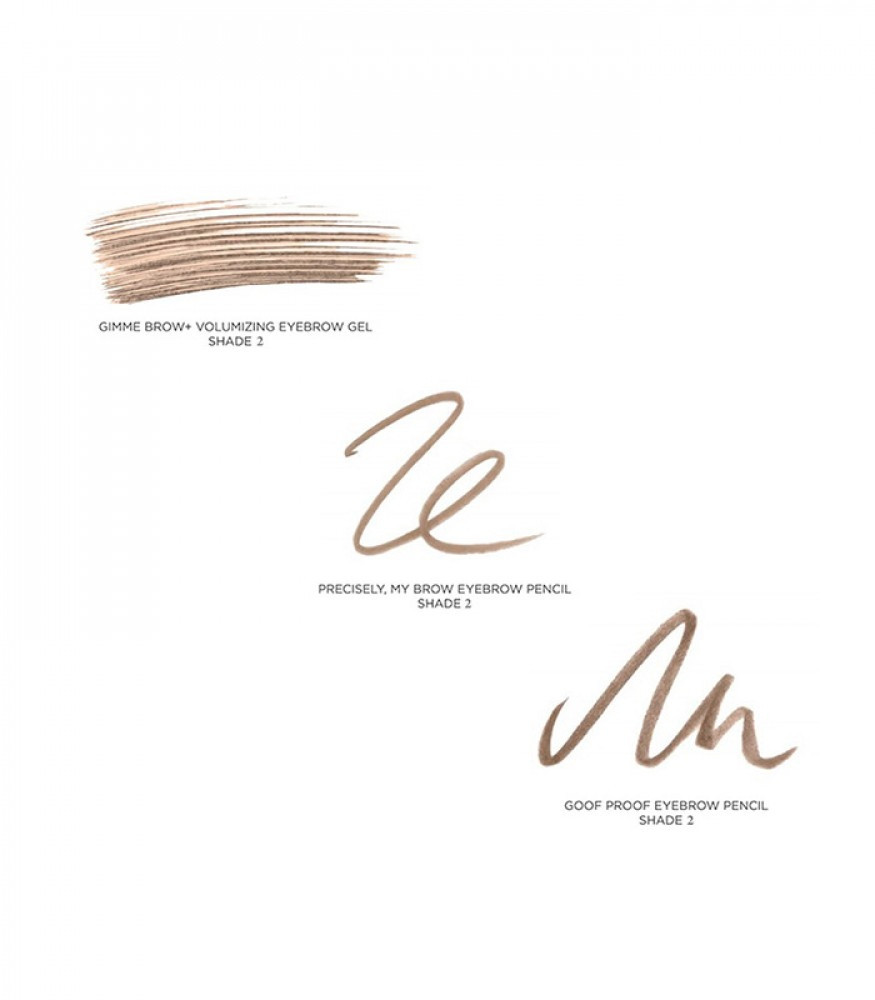 GIMME BROW+ VOLUMIZING EYEBROW GEL
SHADE 2
PRECISELY, MY BROW EYEBROW PENCIL
SHADE 2
GOOF PROOF EYEBROW PENCIL
SHADE 2